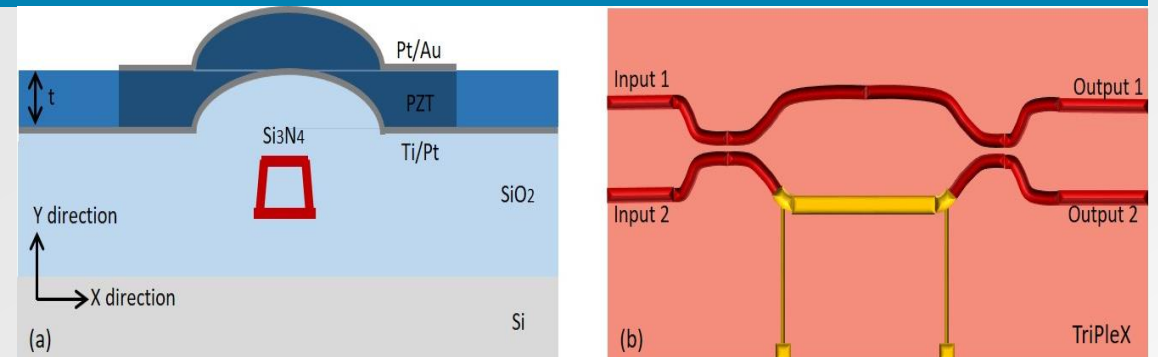 Pt/Au
t
PZT
Si3N4
Ti/Pt
SiO2
Y direction
X direction
Si
(a)
Input 1
Output 1
Input 2
Output 2
TriPleX
(b)